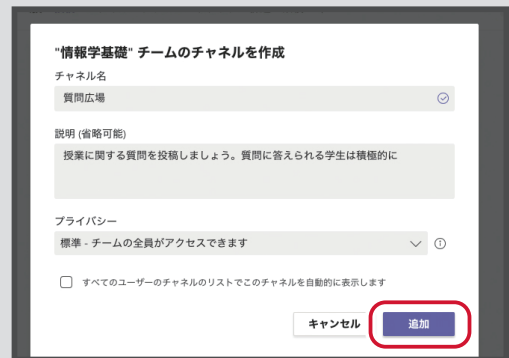 "情報学基礎" チームのチャネルを作成
チャネル名
質問広場
説明 (省略可能)
授業に関する質問を投稿しましょう。質問に答えられる学生は積極的に
プライバシー
標準 - チームの全員がアクセスできます
すべてのユーザーのチャネルのリストでこのチャネルを自動的に表示します
キャンセル 追加